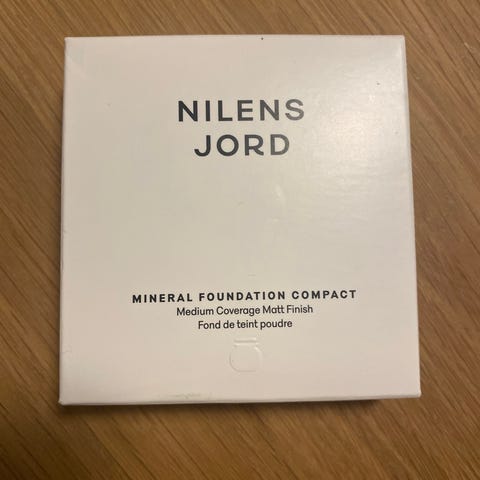 NILENS
JORD
MINERAL FOUNDATION COMPACT
Medium Coverage Matt Finish
Fond de teint poudre